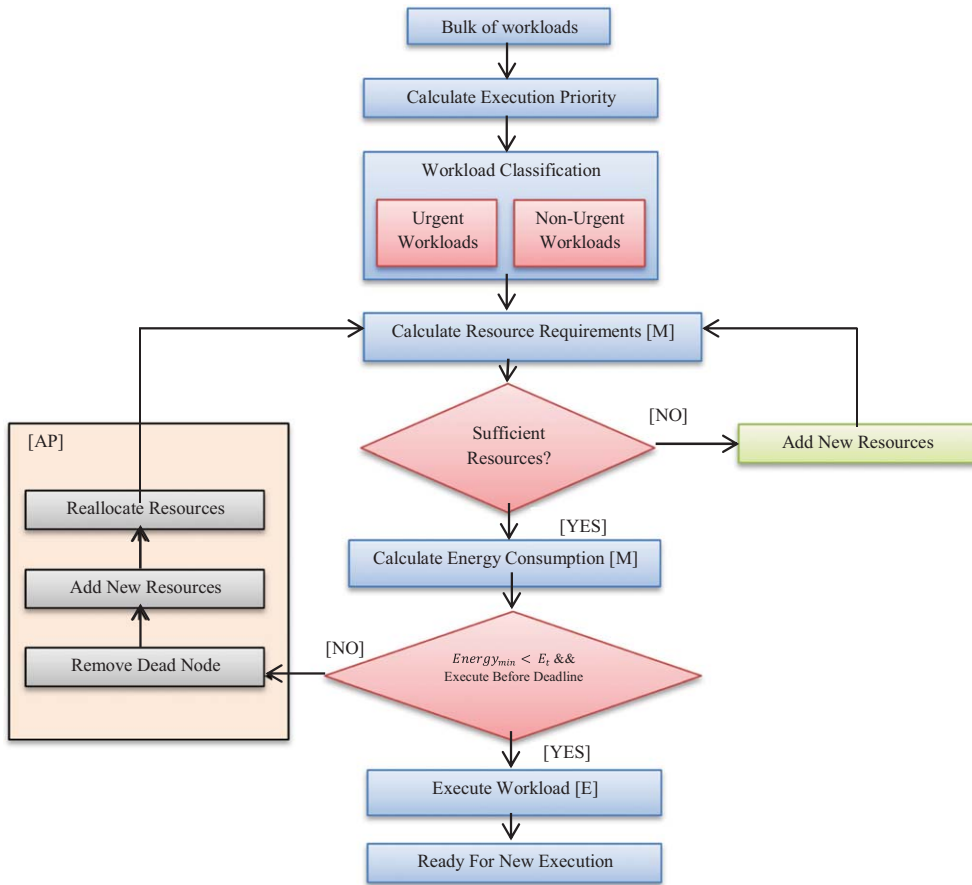 Bulk of workloads
Calculate Execution Priority
Workload Classification
Urgent
Workloads
Non-Urgent
Workloads
Calculate Resource Requirements [M]
[AP]
Sufficient
Resources?
[NO]
Add New Resources
[YES]
Reallocate Resources
Calculate Energy Consumption [M]
Add New Resources
[NO]
Remove Dead Node
Energy_min < E_t &&
Execute Before Deadline
[YES]
Execute Workload [E]
Ready For New Execution